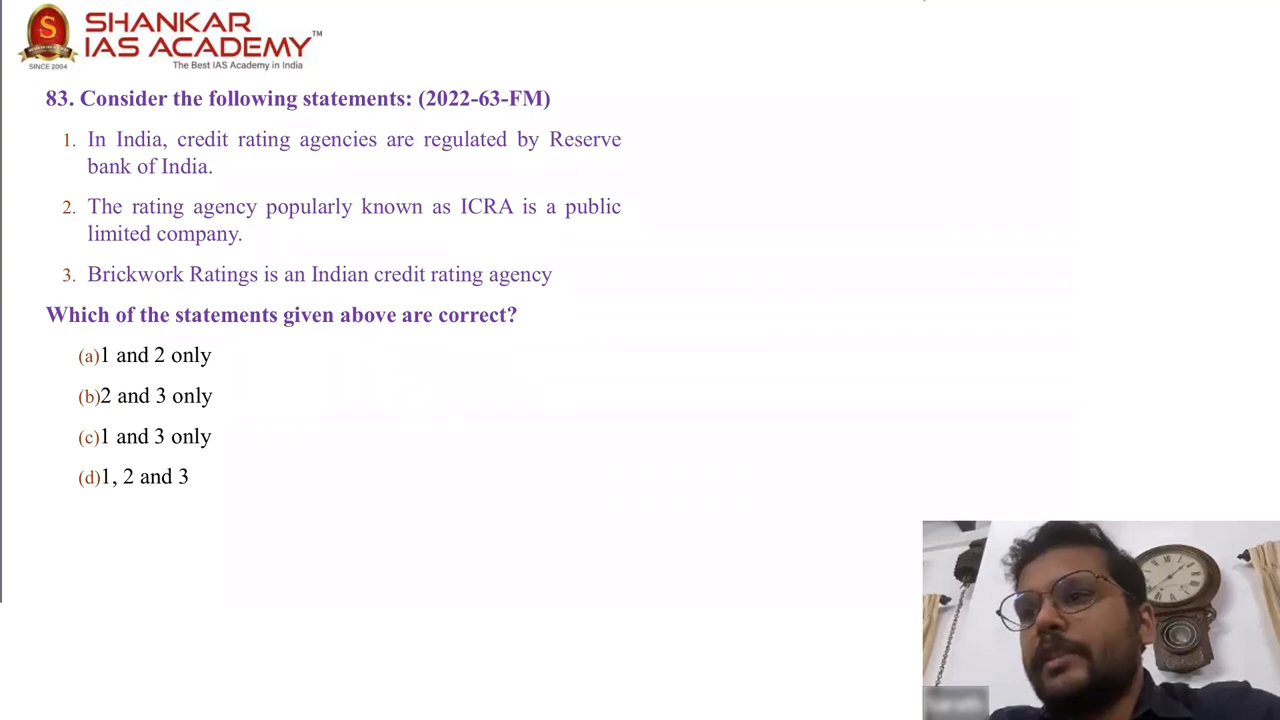 SHANKAR
IAS ACADEMY™
The Best IAS Academy in India
S
SINCE 2004
83. Consider the following statements: (2022-63-FM)
1. In India, credit rating agencies are regulated by Reserve
bank of India.
2. The rating agency popularly known as ICRA is a public
limited company.
3. Brickwork Ratings is an Indian credit rating agency
Which of the statements given above are correct?
(a)1 and 2 only
(b)2 and 3 only
(c)1 and 3 only
(d)1, 2 and 3